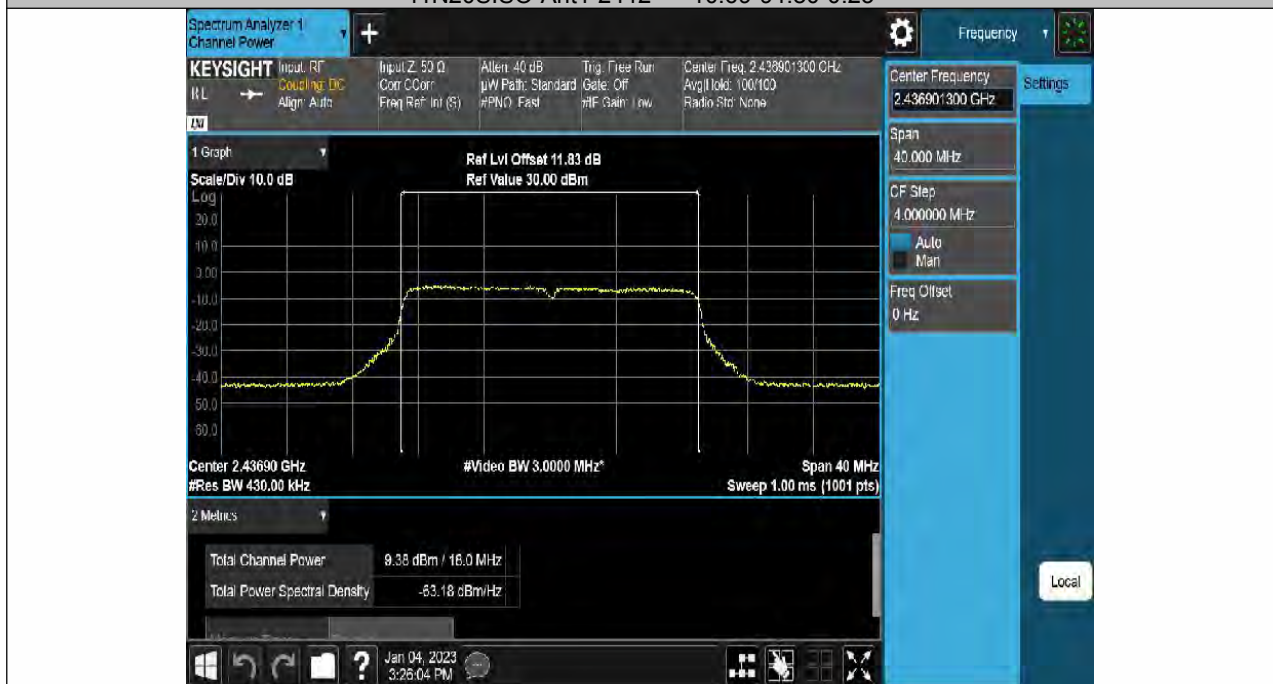 Spectrum Analyzer 1
Channel Power
+
Frequency
KEYSIGHT Input: RF
Coupling: DC
Align: Auto
RL
Input Z: 50 Ω
Corr CCorr
Freq Ref: Int (S)
Atten: 40 dB
µW Path: Standard
#PNO: Fast
Trig: Free Run
Gate: Off
#IF Gain: Low
Center Freq: 2.436901300 GHz
Avg|Hold: 100/100
Radio Std: None
LXI
Center Frequency
2.436901300 GHz
Settings
Span
40.000 MHz
CF Step
4.000000 MHz
Auto
Man
Freq Offset
0 Hz
1 Graph
Ref Lvl Offset 11.83 dB
Scale/Div 10.0 dB
Ref Value 30.00 dBm
Log
20.0
10.0
0.00
-10.0
-20.0
-30.0
-40.0
-50.0
-60.0
Center 2.43690 GHz
#Video BW 3.0000 MHz*
Span 40 MHz
#Res BW 430.00 kHz
Sweep 1.00 ms (1001 pts)
2 Metrics
Total Channel Power 9.38 dBm / 18.0 MHz
Total Power Spectral Density -63.18 dBm/Hz
Local
?
Jan 04, 2023
3:26:04 PM